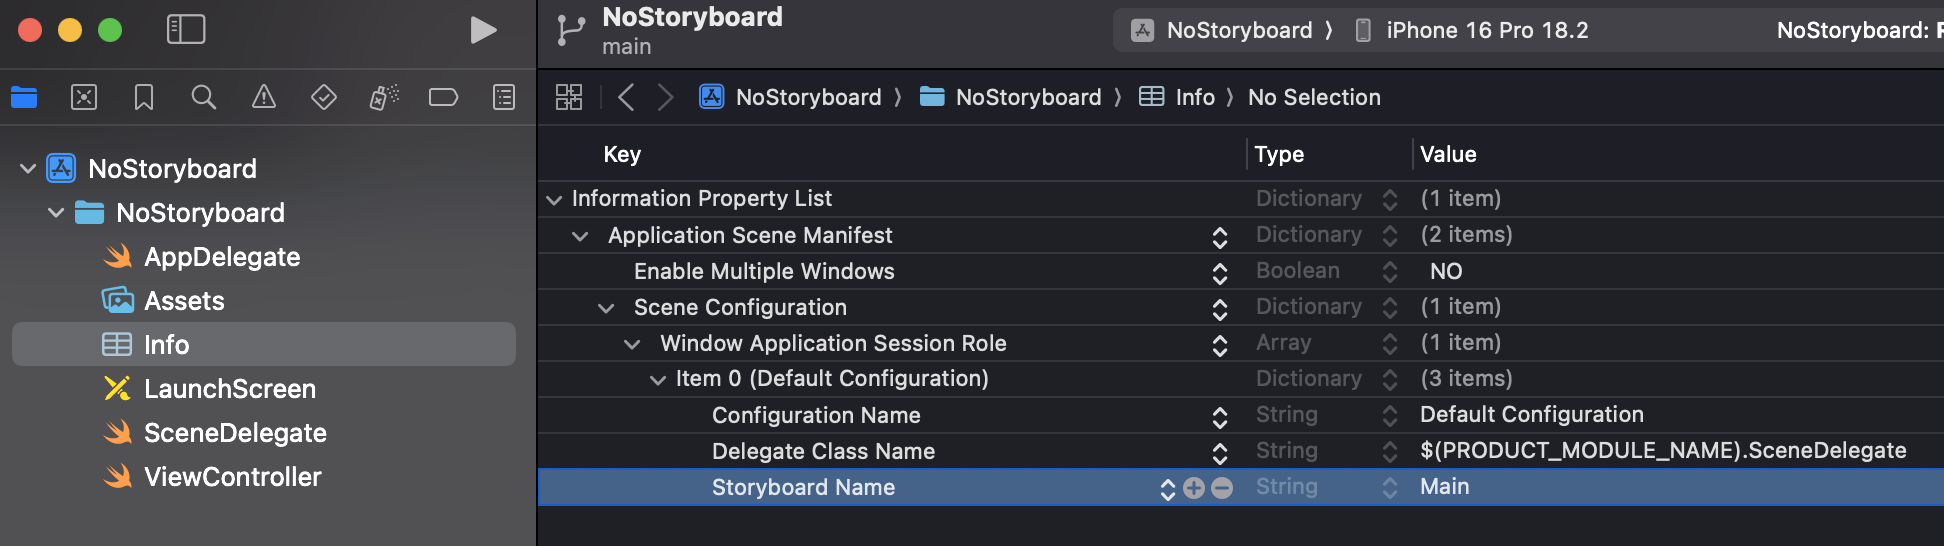 NoStoryboard
main
NoStoryboard 〉 iPhone 16 Pro 18.2
NoStoryboard:
NoStoryboard 〉 NoStoryboard 〉 Info 〉 No Selection
NoStoryboard
NoStoryboard
AppDelegate
Assets
Info
LaunchScreen
SceneDelegate
ViewController
Key Type Value
Information Property List Dictionary (1 item)
Application Scene Manifest Dictionary (2 items)
Enable Multiple Windows Boolean NO
Scene Configuration Dictionary (1 item)
Window Application Session Role Array (1 item)
Item 0 (Default Configuration) Dictionary (3 items)
Configuration Name String Default Configuration
Delegate Class Name String $(PRODUCT_MODULE_NAME).SceneDelegate
Storyboard Name String Main